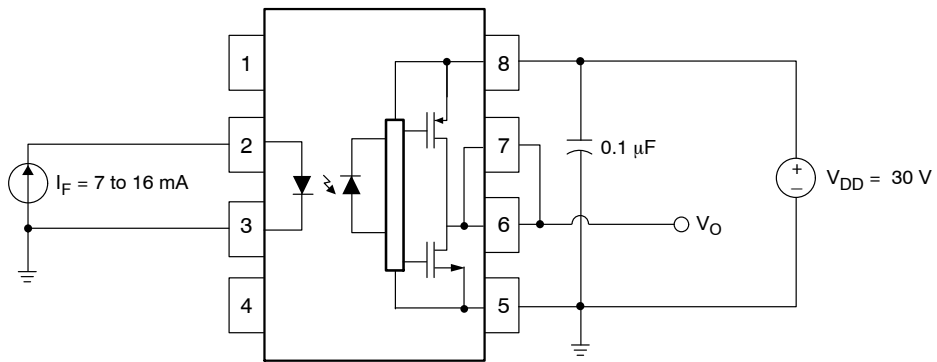 1
8
2
7
0.1 μF
I_F = 7 to 16 mA
+
–
V_DD = 30 V
3
6
V_O
4
5